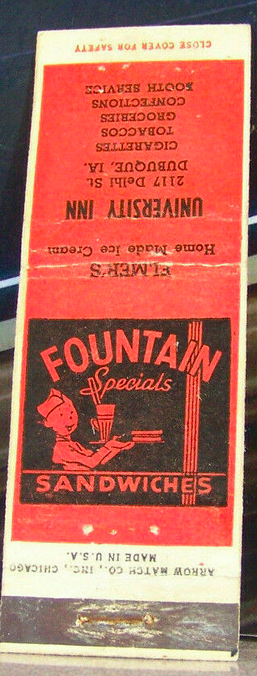 CLOSE COVER FOR SAFETY
ELMER'S
Home Made Ice Cream
UNIVERSITY INN
2117 Delhi St.
DUBUQUE, IA.
CIGARETTES
TOBACCOS
GROCERIES
CONFECTIONS
BOOTH SERVICE
FOUNTAIN
Specials
SANDWICHES
MADE IN U.S.A.
ARROW MATCH CO., INC., CHICAGO